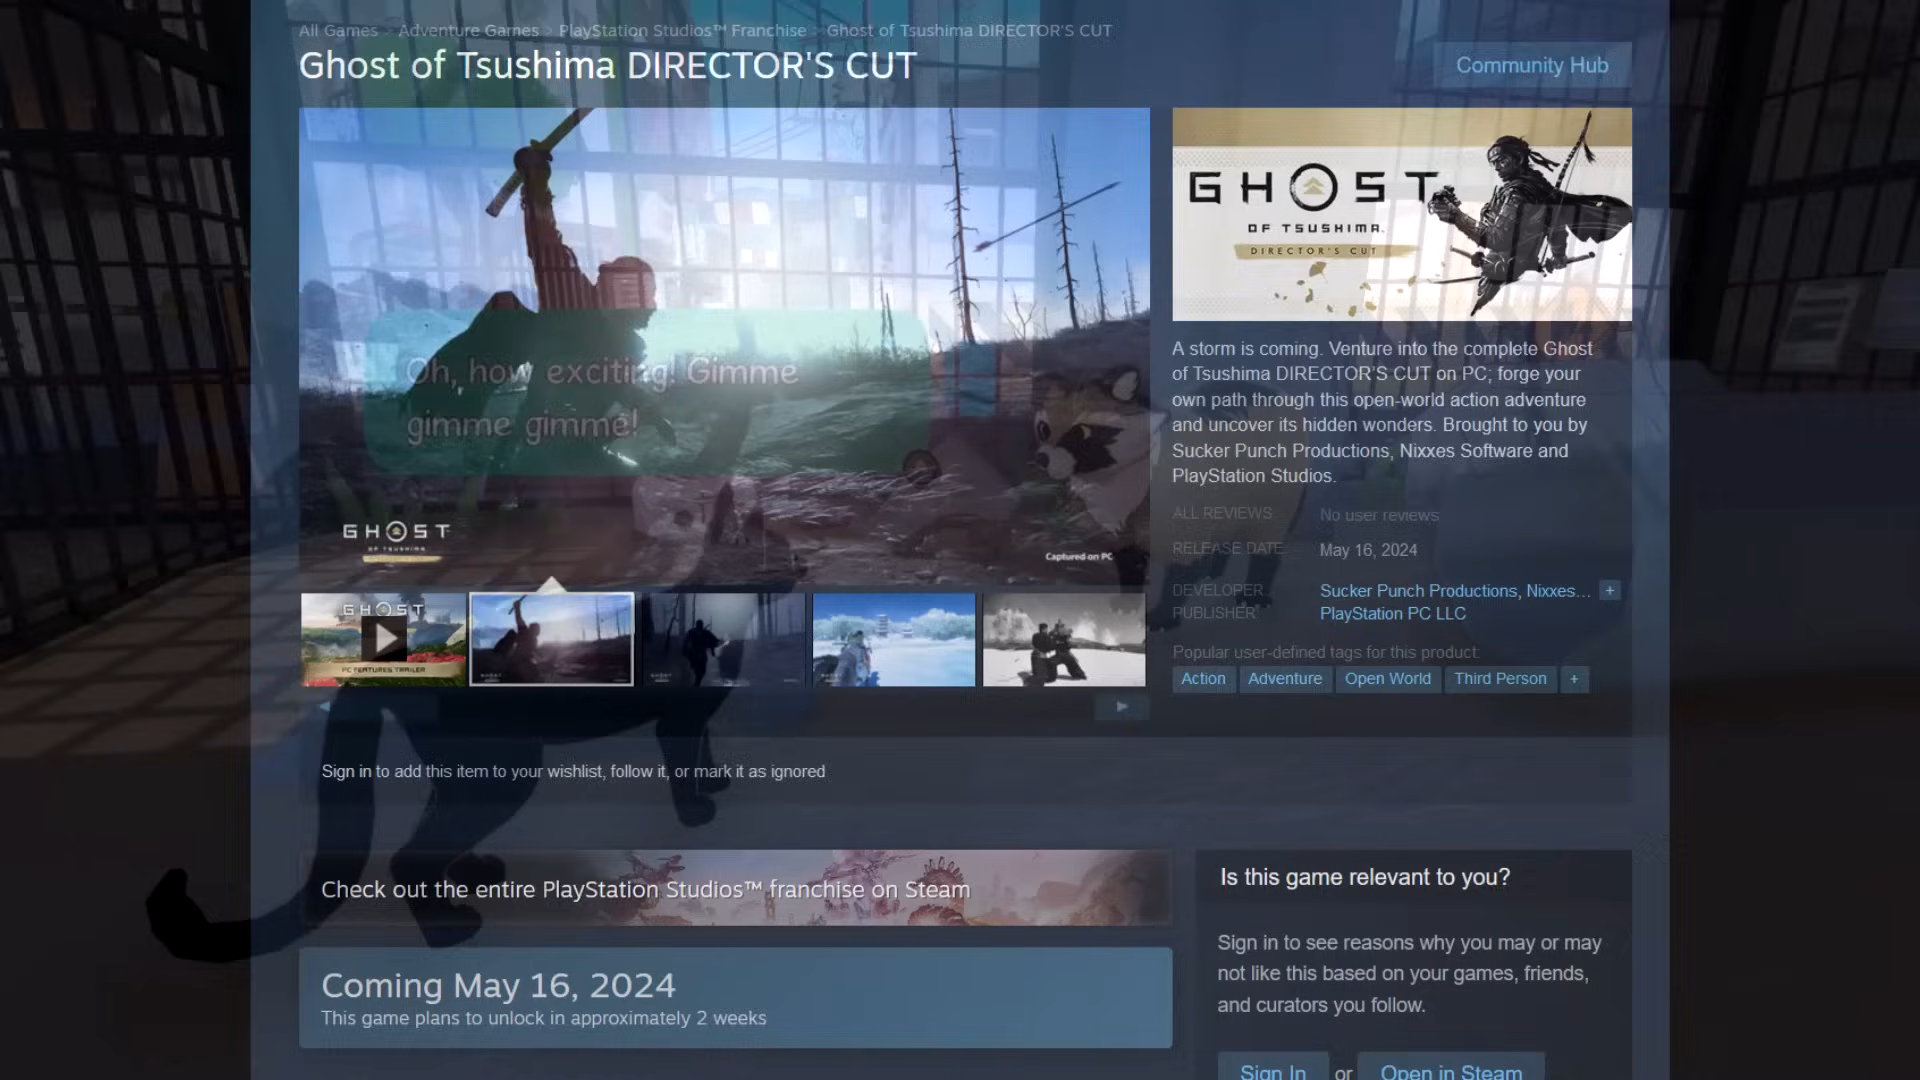 All Games > Adventure Games > PlayStation Studios™ Franchise > Ghost of Tsushima DIRECTOR'S CUT
Ghost of Tsushima DIRECTOR'S CUT
Community Hub
Oh, how exciting! Gimme
gimme gimme!
GHOST
OF TSUSHIMA
Captured on PC
GHOST
OF TSUSHIMA
DIRECTOR'S CUT
A storm is coming. Venture into the complete Ghost
of Tsushima DIRECTOR'S CUT on PC; forge your
own path through this open-world action adventure
and uncover its hidden wonders. Brought to you by
Sucker Punch Productions, Nixxes Software and
PlayStation Studios.
ALL REVIEWS: No user reviews
RELEASE DATE: May 16, 2024
DEVELOPER: Sucker Punch Productions, Nixxes... +
PUBLISHER: PlayStation PC LLC
Popular user-defined tags for this product:
Action Adventure Open World Third Person +
GHOST
PC FEATURES TRAILER
Sign in to add this item to your wishlist, follow it, or mark it as ignored
Check out the entire PlayStation Studios™ franchise on Steam
Coming May 16, 2024
This game plans to unlock in approximately 2 weeks
Is this game relevant to you?
Sign in to see reasons why you may or may
not like this based on your games, friends,
and curators you follow.
Sign In or Open in Steam